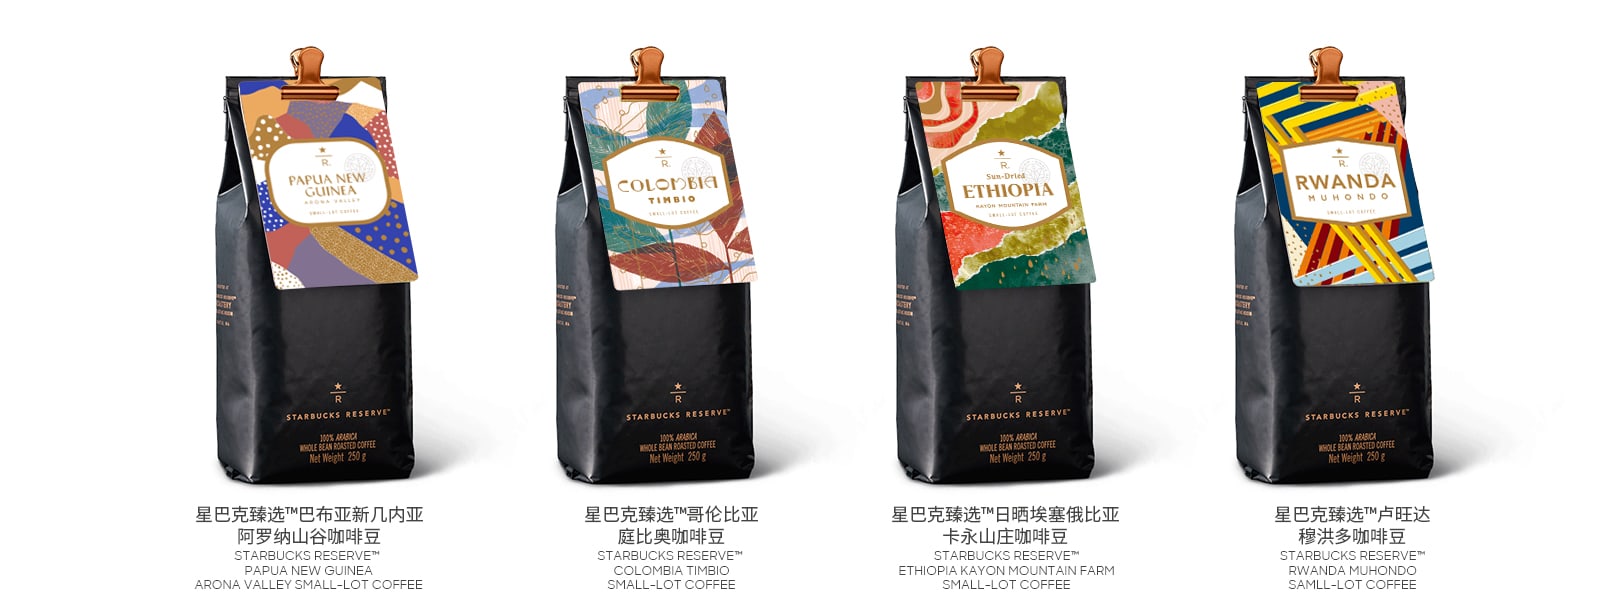 R.
PAPUA NEW
GUINEA
ARONA VALLEY
SMALL-LOT COFFEE
STARBUCKS RESERVE™
R
STARBUCKS RESERVE™
100% ARABICA
WHOLE BEAN ROASTED COFFEE
Net Weight 250 g
星巴克臻选™巴布亚新几内亚
阿罗纳山谷咖啡豆
STARBUCKS RESERVE™
PAPUA NEW GUINEA
ARONA VALLEY SMALL-LOT COFFEE
R.
COLOMBIA
TIMBIO
SMALL-LOT COFFEE
R
STARBUCKS RESERVE™
100% ARABICA
WHOLE BEAN ROASTED COFFEE
Net Weight 250 g
星巴克臻选™哥伦比亚
庭比奥咖啡豆
STARBUCKS RESERVE™
COLOMBIA TIMBIO
SMALL-LOT COFFEE
R.
Sun-Dried
ETHIOPIA
KAYON MOUNTAIN FARM
SMALL-LOT COFFEE
R
STARBUCKS RESERVE™
100% ARABICA
WHOLE BEAN ROASTED COFFEE
Net Weight 250 g
星巴克臻选™日晒埃塞俄比亚
卡永山庄咖啡豆
STARBUCKS RESERVE™
ETHIOPIA KAYON MOUNTAIN FARM
SMALL-LOT COFFEE
R.
RWANDA
MUHONDO
SMALL-LOT COFFEE
R
STARBUCKS RESERVE™
100% ARABICA
WHOLE BEAN ROASTED COFFEE
Net Weight 250 g
星巴克臻选™卢旺达
穆洪多咖啡豆
STARBUCKS RESERVE™
RWANDA MUHONDO
SAMLL-LOT COFFEE